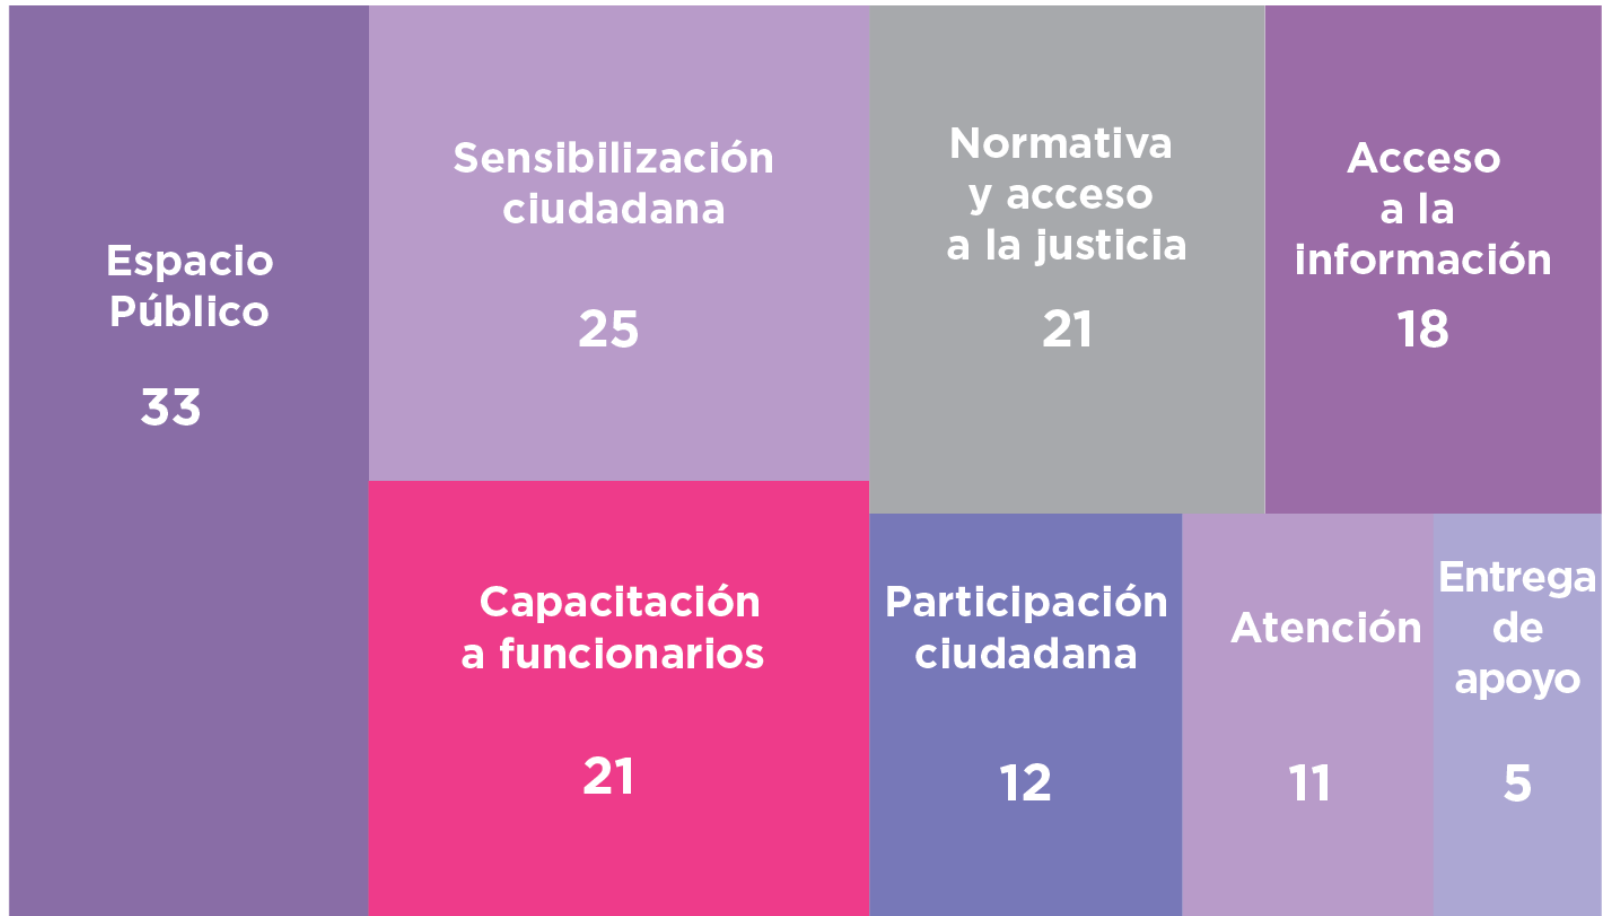 Espacio
Público
33
Sensibilización
ciudadana
25
Capacitación
a funcionarios
21
Normativa
y acceso
a la justicia
21
Acceso
a la
información
18
Participación
ciudadana
12
Atención
11
Entrega
de
apoyo
5